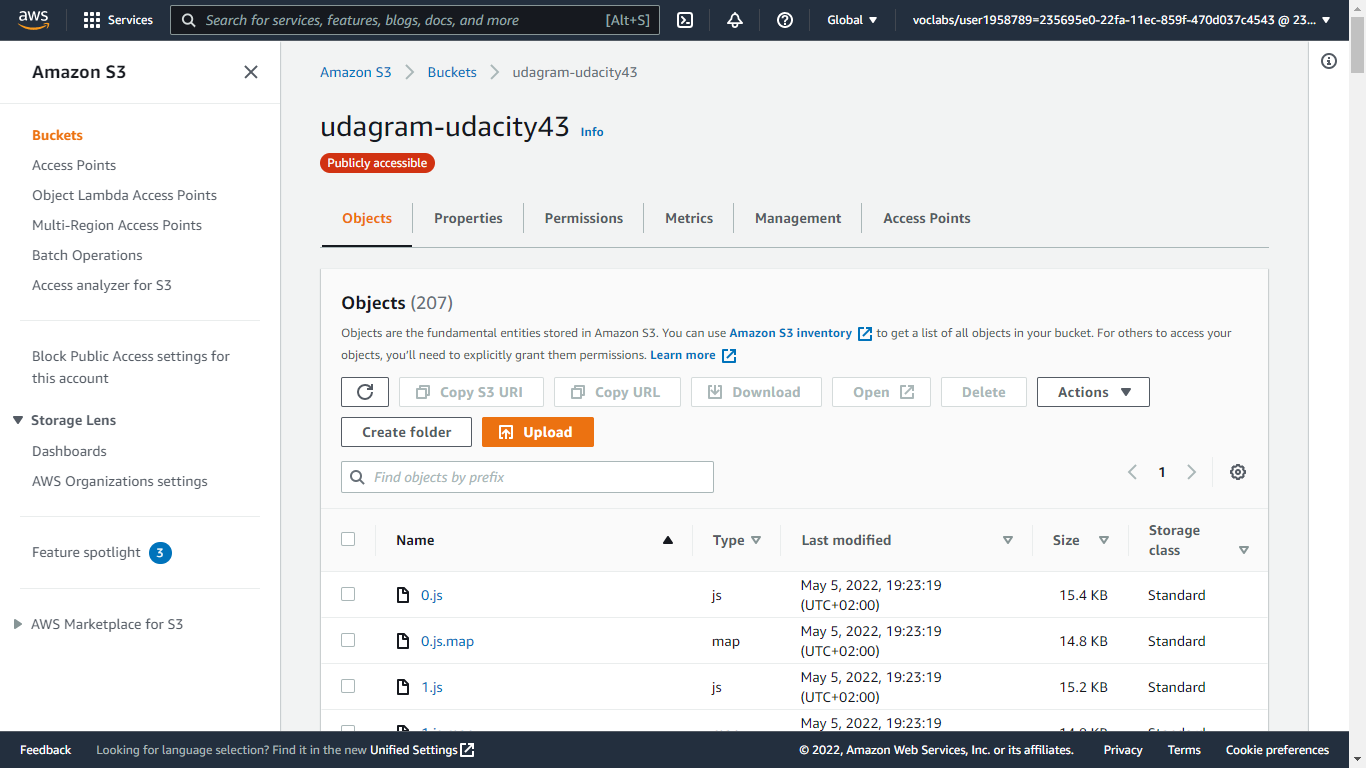 aws
Services
Search for services, features, blogs, docs, and more
[Alt+S]
Global
voclabs/user1958789=235695e0-22fa-11ec-859f-470d037c4543 @ 23...
Amazon S3
Buckets
Access Points
Object Lambda Access Points
Multi-Region Access Points
Batch Operations
Access analyzer for S3
Block Public Access settings for
this account
Storage Lens
Dashboards
AWS Organizations settings
Feature spotlight 3
AWS Marketplace for S3
Amazon S3 Buckets udagram-udacity43
udagram-udacity43 Info
Publicly accessible
Objects Properties Permissions Metrics Management Access Points
Objects (207)
Objects are the fundamental entities stored in Amazon S3. You can use Amazon S3 inventory to get a list of all objects in your bucket. For others to access your
objects, you'll need to explicitly grant them permissions. Learn more
Copy S3 URI Copy URL Download Open Delete Actions
Create folder Upload
Find objects by prefix
1
Name Type Last modified Size Storage
class
0.js js May 5, 2022, 19:23:19
(UTC+02:00) 15.4 KB Standard
0.js.map map May 5, 2022, 19:23:19
(UTC+02:00) 14.8 KB Standard
1.js js May 5, 2022, 19:23:19
(UTC+02:00) 15.2 KB Standard
May 5, 2022, 19:23:19
Feedback Looking for language selection? Find it in the new Unified Settings
© 2022, Amazon Web Services, Inc. or its affiliates. Privacy Terms Cookie preferences